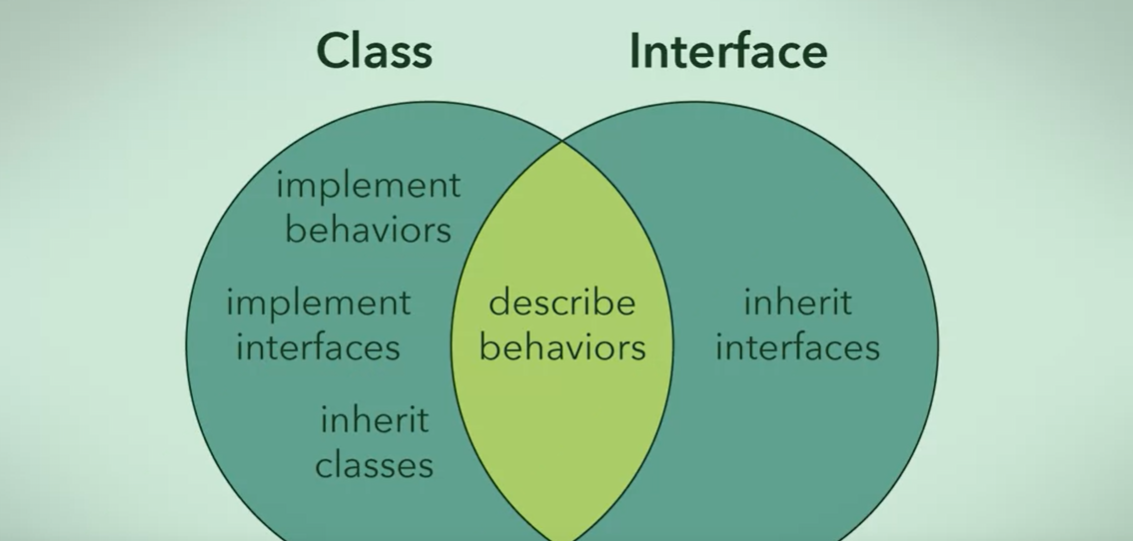 Class
Interface
implement
behaviors
implement
interfaces
inherit
classes
describe
behaviors
inherit
interfaces